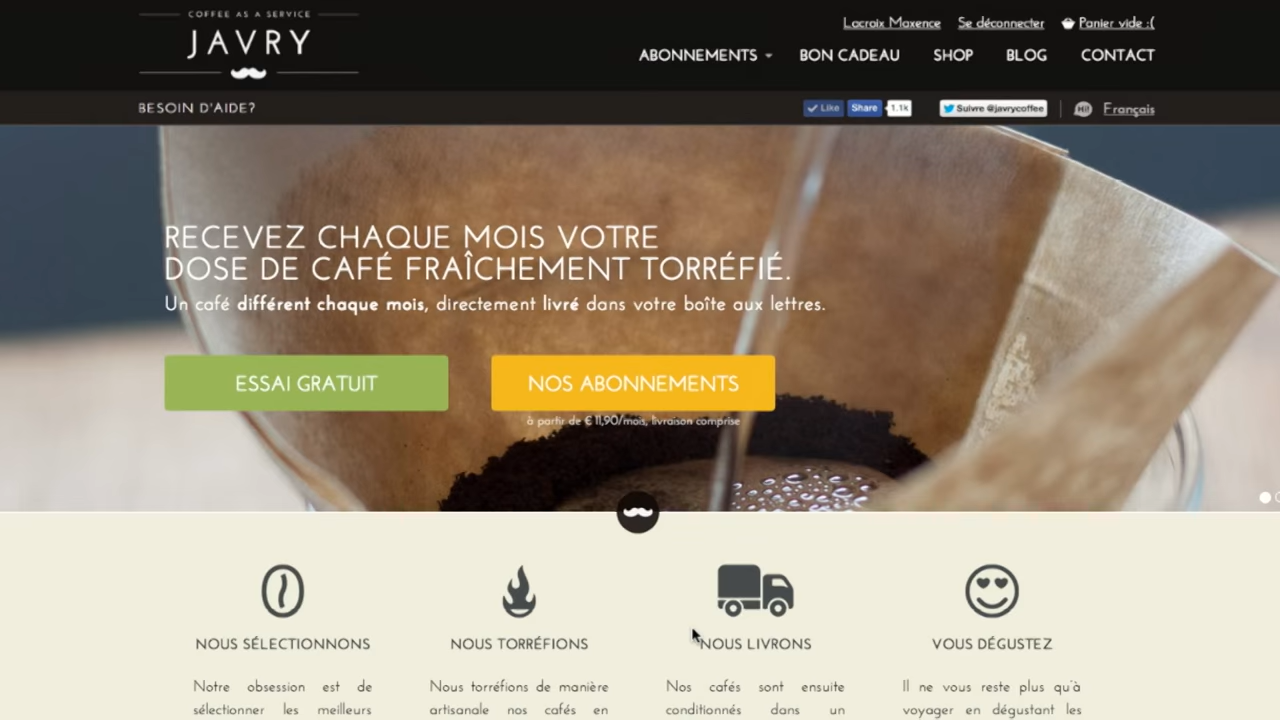 COFFEE AS A SERVICE
JAVRY
Lacroix Maxence Se déconnecter Panier vide :(
ABONNEMENTS BON CADEAU SHOP BLOG CONTACT
BESOIN D'AIDE?
Like Share 1.1k Suivre @javrycoffee Hi! Français
RECEVEZ CHAQUE MOIS VOTRE
DOSE DE CAFÉ FRAÎCHEMENT TORRÉFIÉ.
Un café différent chaque mois, directement livré dans votre boîte aux lettres.
ESSAI GRATUIT NOS ABONNEMENTS
à partir de € 11,90/mois, livraison comprise
NOUS SÉLECTIONNONS NOUS TORRÉFIONS NOUS LIVRONS VOUS DÉGUSTEZ
Notre obsession est de
sélectionner les meilleurs
Nous torréfions de manière
artisanale nos cafés en
Nos cafés sont ensuite
conditionnés dans un
Il ne vous reste plus qu'à
voyager en dégustant les